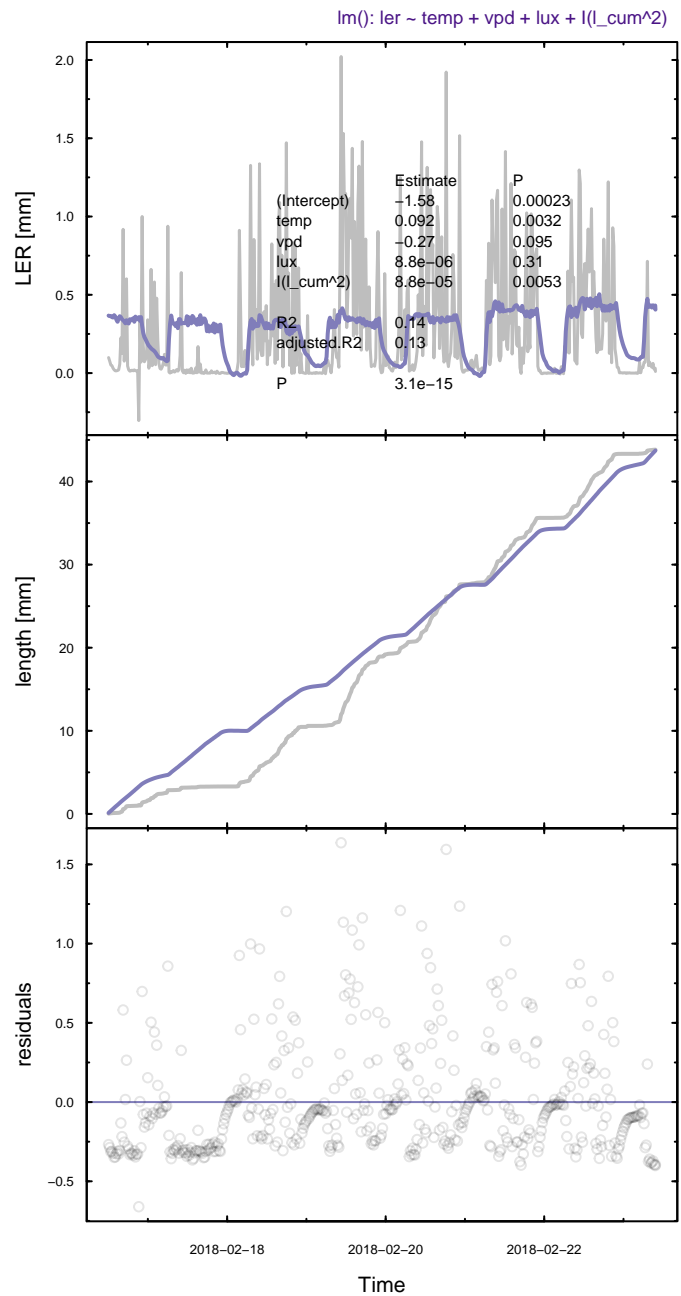 lm(): ler ~ temp + vpd + lux + I(l_cum^2)
2.0
1.5
1.0
0.5
0.0
LER [mm]
Estimate P
(Intercept) −1.58 0.00023
temp 0.092 0.0032
vpd −0.27 0.095
lux 8.8e−06 0.31
I(l_cum^2) 8.8e−05 0.0053
R2 0.14
adjusted.R2 0.13
P 3.1e−15
40
30
20
10
0
length [mm]
1.5
1.0
0.5
0.0
−0.5
residuals
2018−02−18 2018−02−20 2018−02−22
Time